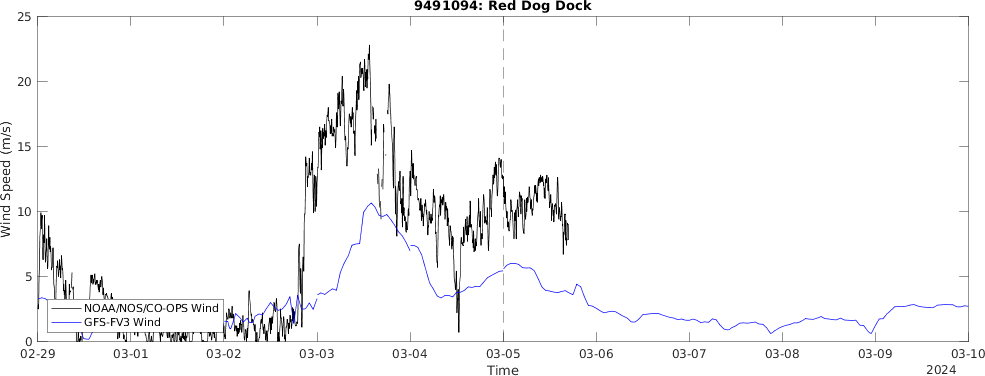 9491094: Red Dog Dock
25
20
15
10
5
0
Wind Speed (m/s)
NOAA/NOS/CO-OPS Wind
GFS-FV3 Wind
02-29 03-01 03-02 03-03 03-04 03-05 03-06 03-07 03-08 03-09 03-10
Time
2024